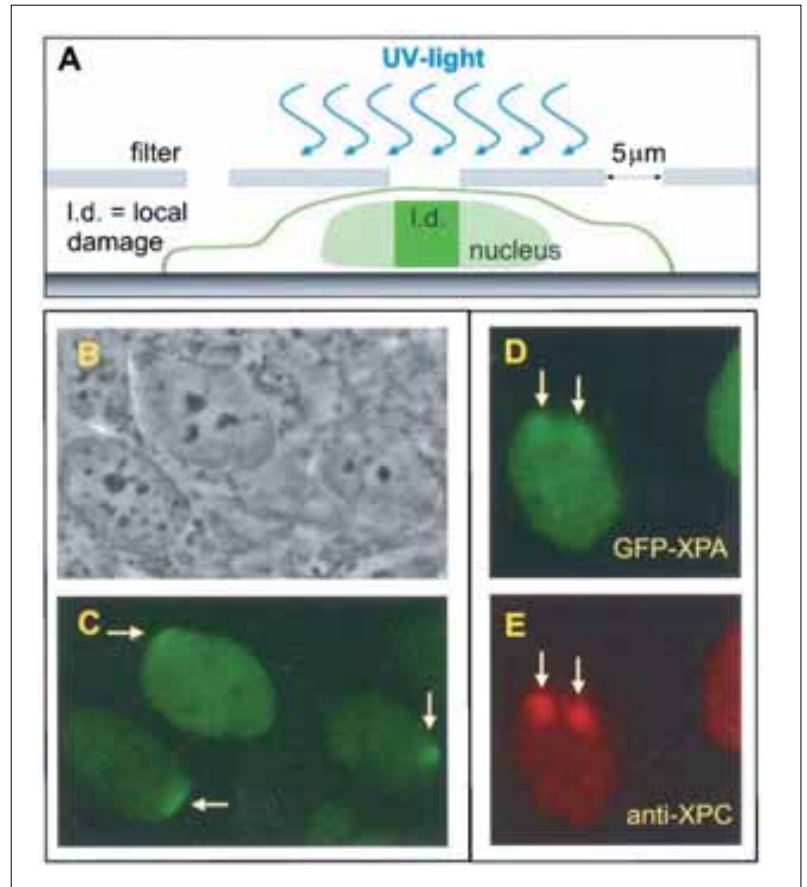 A
UV-light
filter
5μm
l.d. = local
damage
l.d.
nucleus
B
D
GFP-XPA
C
E
anti-XPC